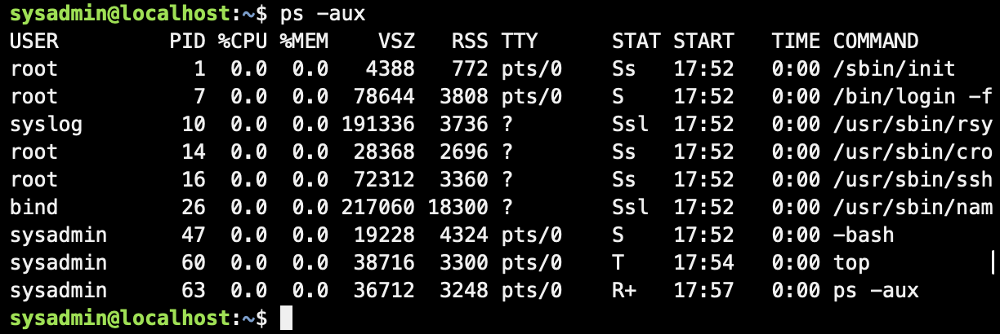 sysadmin@localhost:~$ ps -aux
USER         PID %CPU %MEM    VSZ   RSS TTY      STAT START   TIME COMMAND
root           1  0.0  0.0   4388   772 pts/0    Ss   17:52   0:00 /sbin/init
root           7  0.0  0.0  78644  3808 pts/0    S    17:52   0:00 /bin/login -f
syslog        10  0.0  0.0 191336  3736 ?        Ssl  17:52   0:00 /usr/sbin/rsy
root          14  0.0  0.0  28368  2696 ?        Ss   17:52   0:00 /usr/sbin/cro
root          16  0.0  0.0  72312  3360 ?        Ss   17:52   0:00 /usr/sbin/ssh
bind          26  0.0  0.0 217060 18300 ?        Ssl  17:52   0:00 /usr/sbin/nam
sysadmin      47  0.0  0.0  19228  4324 pts/0    S    17:52   0:00 -bash
sysadmin      60  0.0  0.0  38716  3300 pts/0    T    17:54   0:00 top
sysadmin      63  0.0  0.0  36712  3248 pts/0    R+   17:57   0:00 ps -aux
sysadmin@localhost:~$